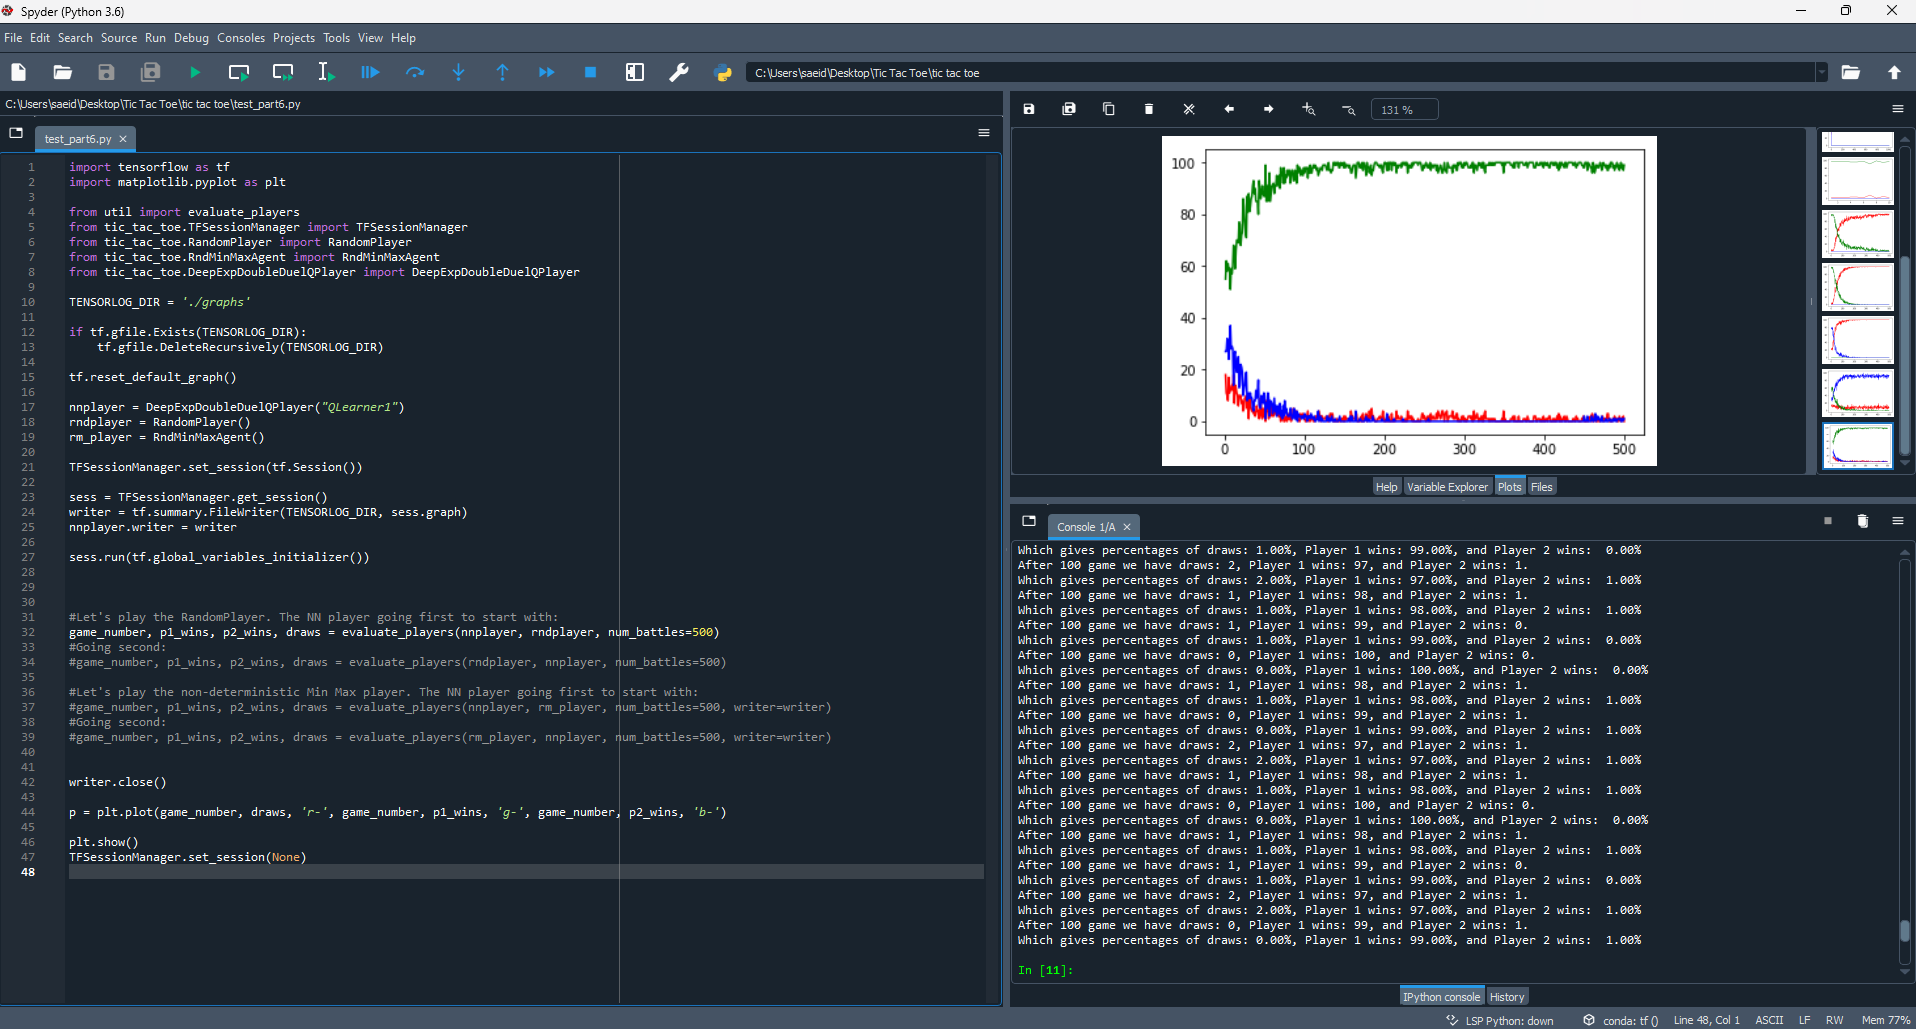 Spyder (Python 3.6)
File Edit Search Source Run Debug Consoles Projects Tools View Help
C:\Users\saeid\Desktop\Tic Tac Toe\tic tac toe
C:\Users\saeid\Desktop\Tic Tac Toe\tic tac toe\test_part6.py
test_part6.py
1 import tensorflow as tf
2 import matplotlib.pyplot as plt
3
4 from util import evaluate_players
5 from tic_tac_toe.TFSessionManager import TFSessionManager
6 from tic_tac_toe.RandomPlayer import RandomPlayer
7 from tic_tac_toe.RndMinMaxAgent import RndMinMaxAgent
8 from tic_tac_toe.DeepExpDoubleDuelQPlayer import DeepExpDoubleDuelQPlayer
9
10 TENSORLOG_DIR = './graphs'
11
12 if tf.gfile.Exists(TENSORLOG_DIR):
13 tf.gfile.DeleteRecursively(TENSORLOG_DIR)
14
15 tf.reset_default_graph()
16
17 nnplayer = DeepExpDoubleDuelQPlayer("QLearner1")
18 rndplayer = RandomPlayer()
19 rm_player = RndMinMaxAgent()
20
21 TFSessionManager.set_session(tf.Session())
22
23 sess = TFSessionManager.get_session()
24 writer = tf.summary.FileWriter(TENSORLOG_DIR, sess.graph)
25 nnplayer.writer = writer
26
27 sess.run(tf.global_variables_initializer())
28
29
30
31 #Let's play the RandomPlayer. The NN player going first to start with:
32 game_number, p1_wins, p2_wins, draws = evaluate_players(nnplayer, rndplayer, num_battles=500)
33 #Going second:
34 #game_number, p1_wins, p2_wins, draws = evaluate_players(rndplayer, nnplayer, num_battles=500)
35
36 #Let's play the non-deterministic Min Max player. The NN player going first to start with:
37 #game_number, p1_wins, p2_wins, draws = evaluate_players(nnplayer, rm_player, num_battles=500, writer=writer)
38 #Going second:
39 #game_number, p1_wins, p2_wins, draws = evaluate_players(rm_player, nnplayer, num_battles=500, writer=writer)
40
41
42 writer.close()
43
44 p = plt.plot(game_number, draws, 'r-', game_number, p1_wins, 'g-', game_number, p2_wins, 'b-')
45
46 plt.show()
47 TFSessionManager.set_session(None)
48
131 %
100
80
60
40
20
0
0 100 200 300 400 500
Help Variable Explorer Plots Files
Console 1/A
Which gives percentages of draws: 1.00%, Player 1 wins: 99.00%, and Player 2 wins: 0.00%
After 100 game we have draws: 2, Player 1 wins: 97, and Player 2 wins: 1.
Which gives percentages of draws: 2.00%, Player 1 wins: 97.00%, and Player 2 wins: 1.00%
After 100 game we have draws: 1, Player 1 wins: 98, and Player 2 wins: 1.
Which gives percentages of draws: 1.00%, Player 1 wins: 98.00%, and Player 2 wins: 1.00%
After 100 game we have draws: 1, Player 1 wins: 99, and Player 2 wins: 0.
Which gives percentages of draws: 1.00%, Player 1 wins: 99.00%, and Player 2 wins: 0.00%
After 100 game we have draws: 0, Player 1 wins: 100, and Player 2 wins: 0.
Which gives percentages of draws: 0.00%, Player 1 wins: 100.00%, and Player 2 wins: 0.00%
After 100 game we have draws: 1, Player 1 wins: 98, and Player 2 wins: 1.
Which gives percentages of draws: 1.00%, Player 1 wins: 98.00%, and Player 2 wins: 1.00%
After 100 game we have draws: 0, Player 1 wins: 99, and Player 2 wins: 1.
Which gives percentages of draws: 0.00%, Player 1 wins: 99.00%, and Player 2 wins: 1.00%
After 100 game we have draws: 2, Player 1 wins: 97, and Player 2 wins: 1.
Which gives percentages of draws: 2.00%, Player 1 wins: 97.00%, and Player 2 wins: 1.00%
After 100 game we have draws: 1, Player 1 wins: 98, and Player 2 wins: 1.
Which gives percentages of draws: 1.00%, Player 1 wins: 98.00%, and Player 2 wins: 1.00%
After 100 game we have draws: 0, Player 1 wins: 100, and Player 2 wins: 0.
Which gives percentages of draws: 0.00%, Player 1 wins: 100.00%, and Player 2 wins: 0.00%
After 100 game we have draws: 1, Player 1 wins: 98, and Player 2 wins: 1.
Which gives percentages of draws: 1.00%, Player 1 wins: 98.00%, and Player 2 wins: 1.00%
After 100 game we have draws: 1, Player 1 wins: 99, and Player 2 wins: 0.
Which gives percentages of draws: 1.00%, Player 1 wins: 99.00%, and Player 2 wins: 0.00%
After 100 game we have draws: 2, Player 1 wins: 97, and Player 2 wins: 1.
Which gives percentages of draws: 2.00%, Player 1 wins: 97.00%, and Player 2 wins: 1.00%
After 100 game we have draws: 0, Player 1 wins: 99, and Player 2 wins: 1.
Which gives percentages of draws: 0.00%, Player 1 wins: 99.00%, and Player 2 wins: 1.00%
In [11]:
IPython console History
LSP Python: down conda: tf () Line 48, Col 1 ASCII LF RW Mem 77%